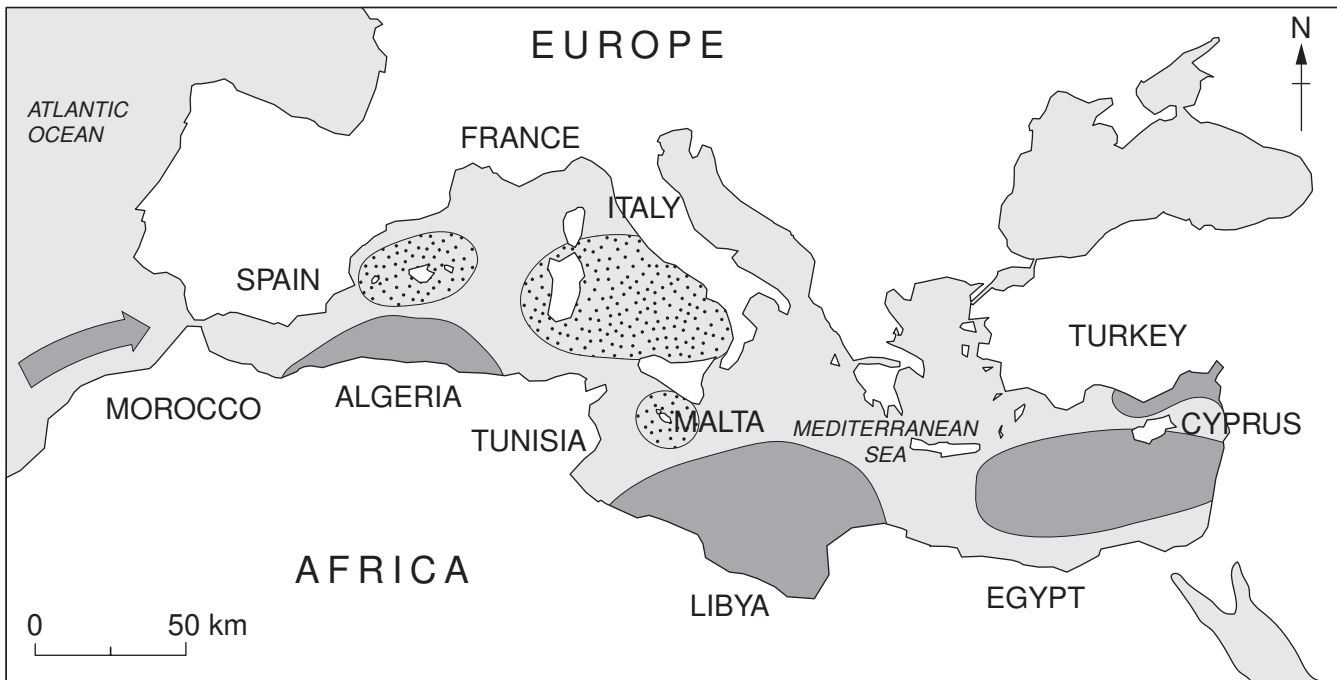 EUROPE
N
ATLANTIC
OCEAN
FRANCE
ITALY
SPAIN
TURKEY
MOROCCO
ALGERIA
TUNISIA
MALTA
MEDITERRANEAN
SEA
CYPRUS
AFRICA
LIBYA
EGYPT
0 50 km